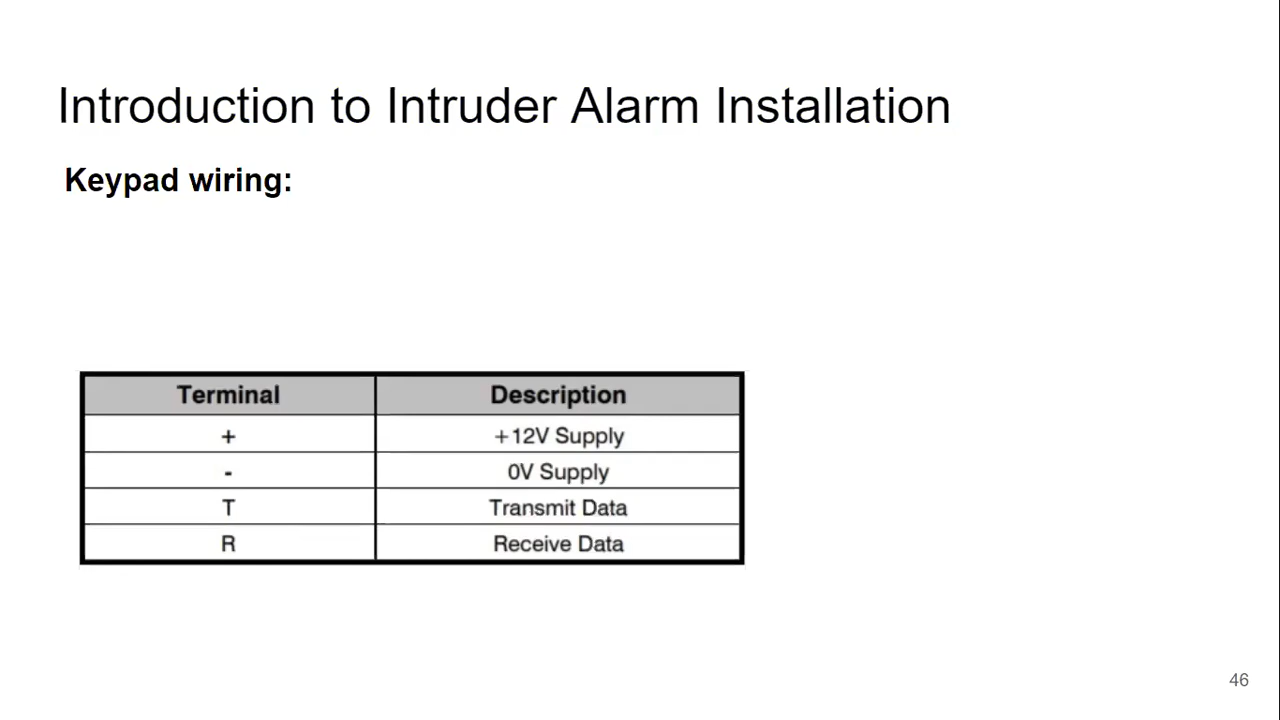 Introduction to Intruder Alarm Installation
Keypad wiring:
Terminal Description
+ +12V Supply
- 0V Supply
T Transmit Data
R Receive Data
46